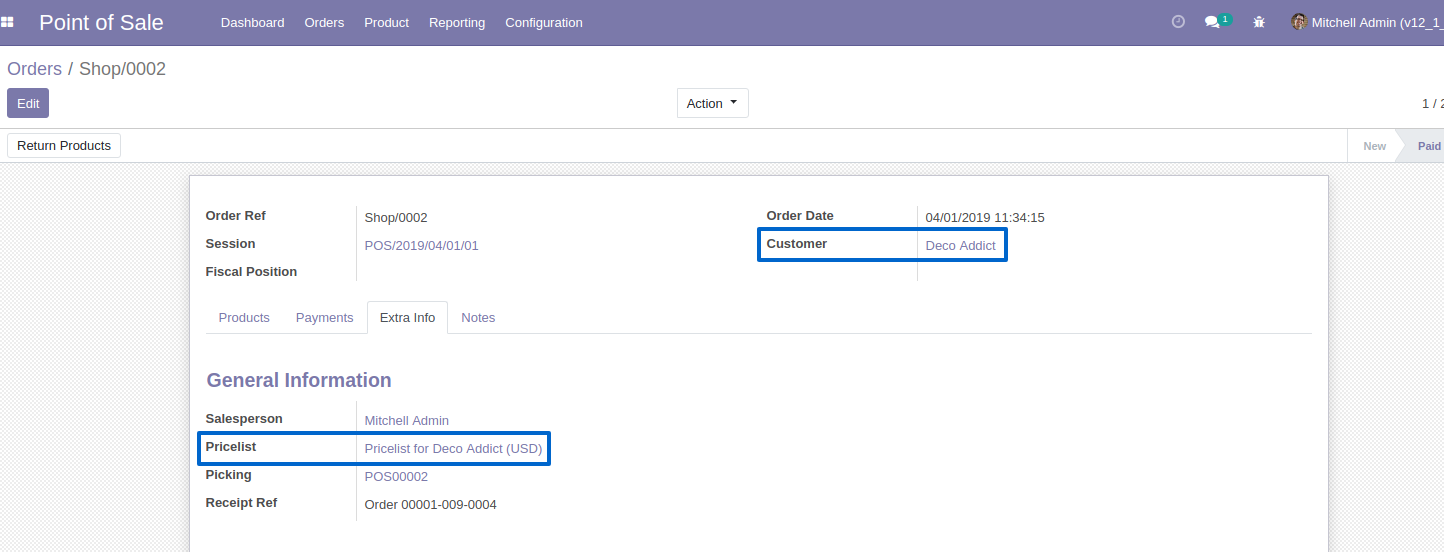 Point of Sale Dashboard Orders Product Reporting Configuration 1 Mitchell Admin (v12_1_
Orders / Shop/0002
Edit Action 1 / 2
Return Products New Paid
Order Ref Shop/0002 Order Date 04/01/2019 11:34:15
Session POS/2019/04/01/01 Customer Deco Addict
Fiscal Position
Products Payments Extra Info Notes
General Information
Salesperson Mitchell Admin
Pricelist Pricelist for Deco Addict (USD)
Picking POS00002
Receipt Ref Order 00001-009-0004